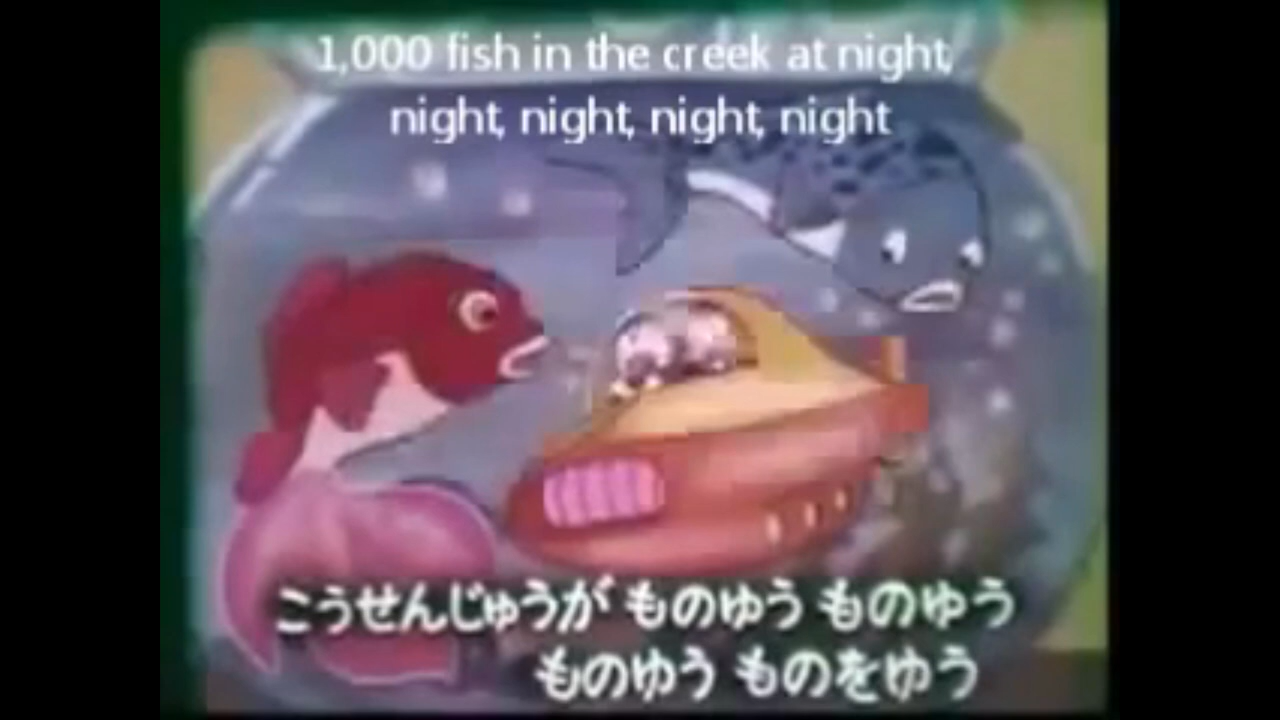 1,000 fish in the creek at night,
night, night, night, night
こうせんじゅうが ものゆう ものゆう
ものゆう ものをゆう